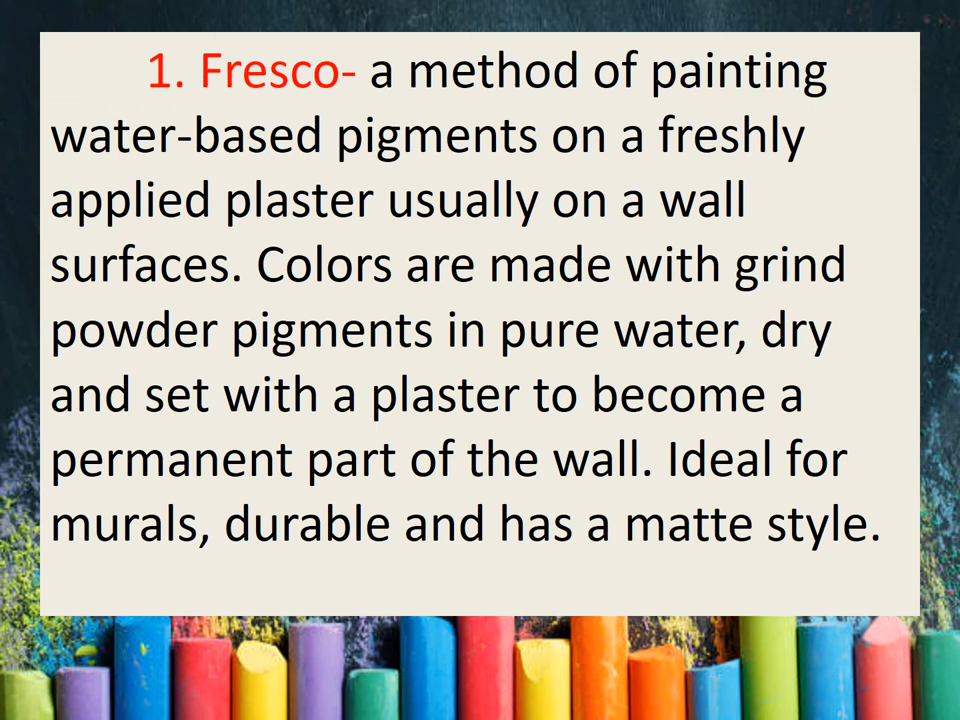 1. Fresco- a method of painting
water-based pigments on a freshly
applied plaster usually on a wall
surfaces. Colors are made with grind
powder pigments in pure water, dry
and set with a plaster to become a
permanent part of the wall. Ideal for
murals, durable and has a matte style.